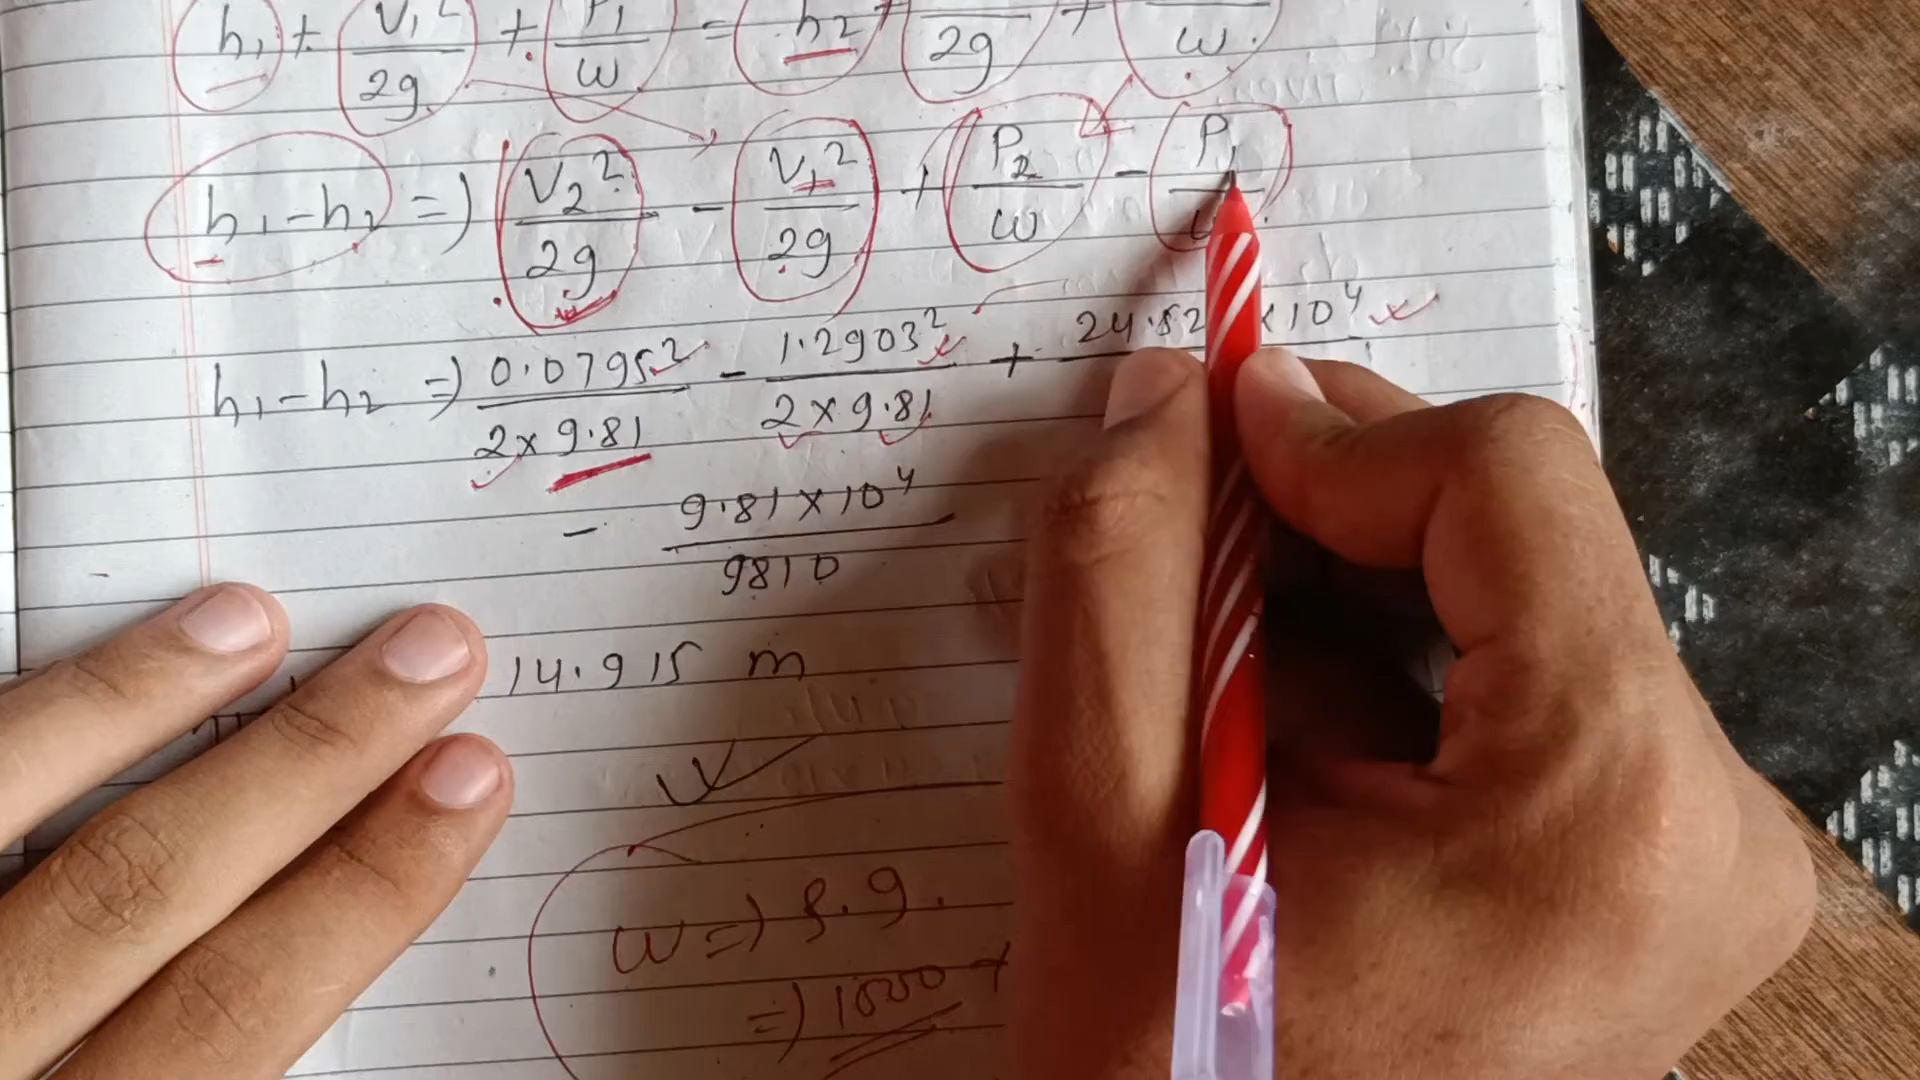 h₁ + V₁²/2g + P₁/w = h₂ + /2g + /w
h₁-h₂ =) V₂²/2g - V₁²/2g + P₂/w - P₁/
h₁-h₂ =) 0.0795²/2×9.81 - 1.2903²/2×9.81 + 24.52 ×10⁴
- 9.81×10⁴/9810
14.915 m
w =) ρ.g.
=) 1000